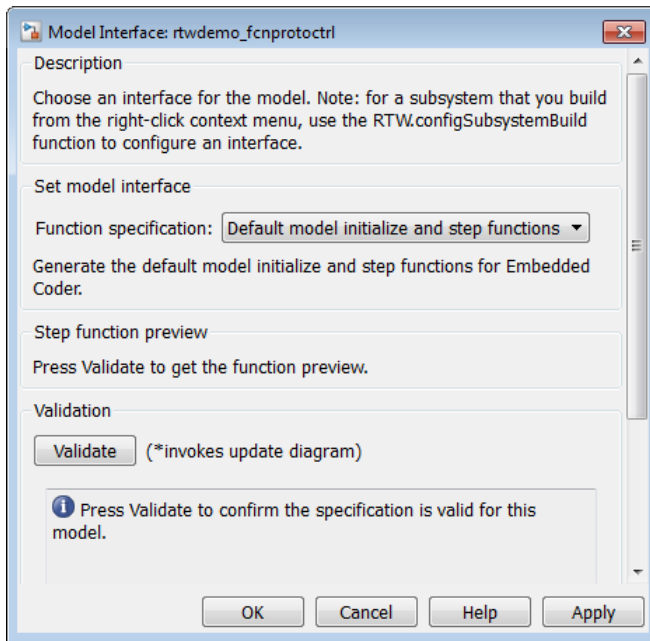 Model Interface: rtwdemo_fcnprotoctrl
Description
Choose an interface for the model. Note: for a subsystem that you build
from the right-click context menu, use the RTW.configSubsystemBuild
function to configure an interface.
Set model interface
Function specification: Default model initialize and step functions
Generate the default model initialize and step functions for Embedded
Coder.
Step function preview
Press Validate to get the function preview.
Validation
Validate (*invokes update diagram)
Press Validate to confirm the specification is valid for this
model.
OK Cancel Help Apply